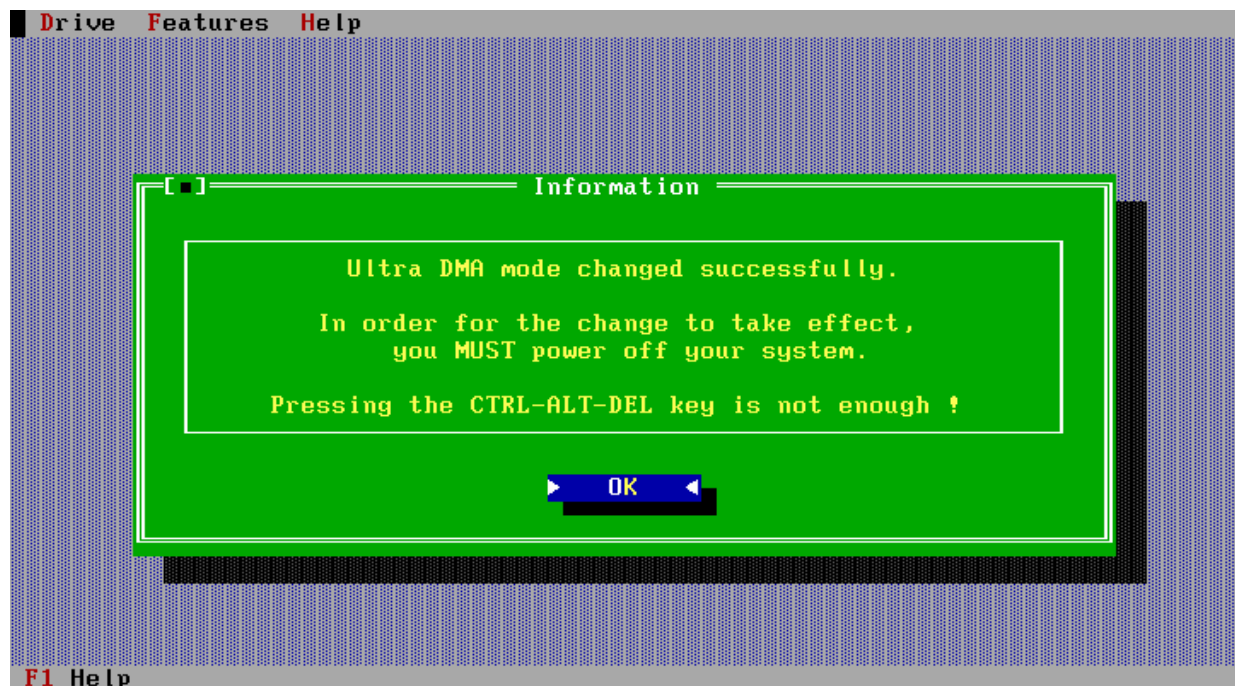 Drive Features Help
Information
Ultra DMA mode changed successfully.
In order for the change to take effect,
you MUST power off your system.
Pressing the CTRL-ALT-DEL key is not enough !
OK
F1 Help